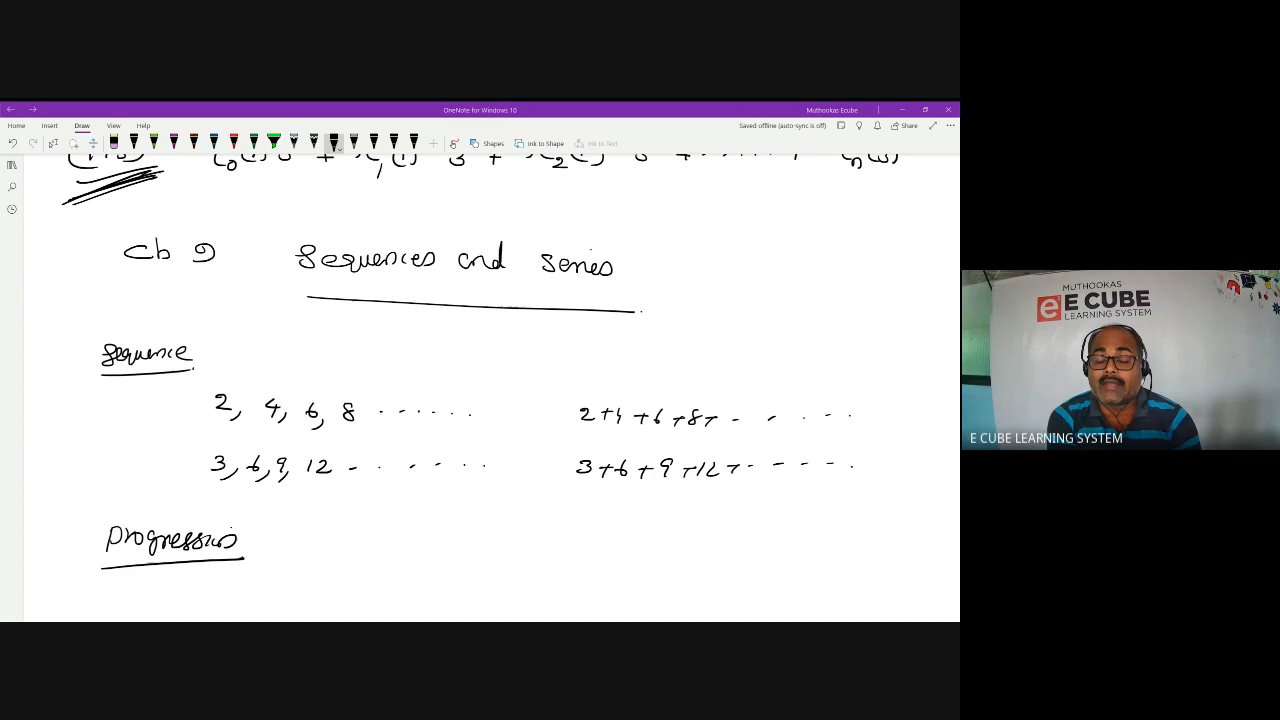 OneNote for Windows 10
Muthookas Ecube
Home Insert Draw View Help
Saved offline (auto-sync is off)
Share
Shapes Ink to Shape Ink to Text
Ch 9 Sequences and series
Sequence
2, 4, 6, 8 .......
2+4+6+8+ - - . - .
3, 6, 9, 12 - . . - - .
3+6+9+12+ - - - - - .
Progressions
MUTHOOKAS
e E CUBE
LEARNING SYSTEM
E CUBE LEARNING SYSTEM